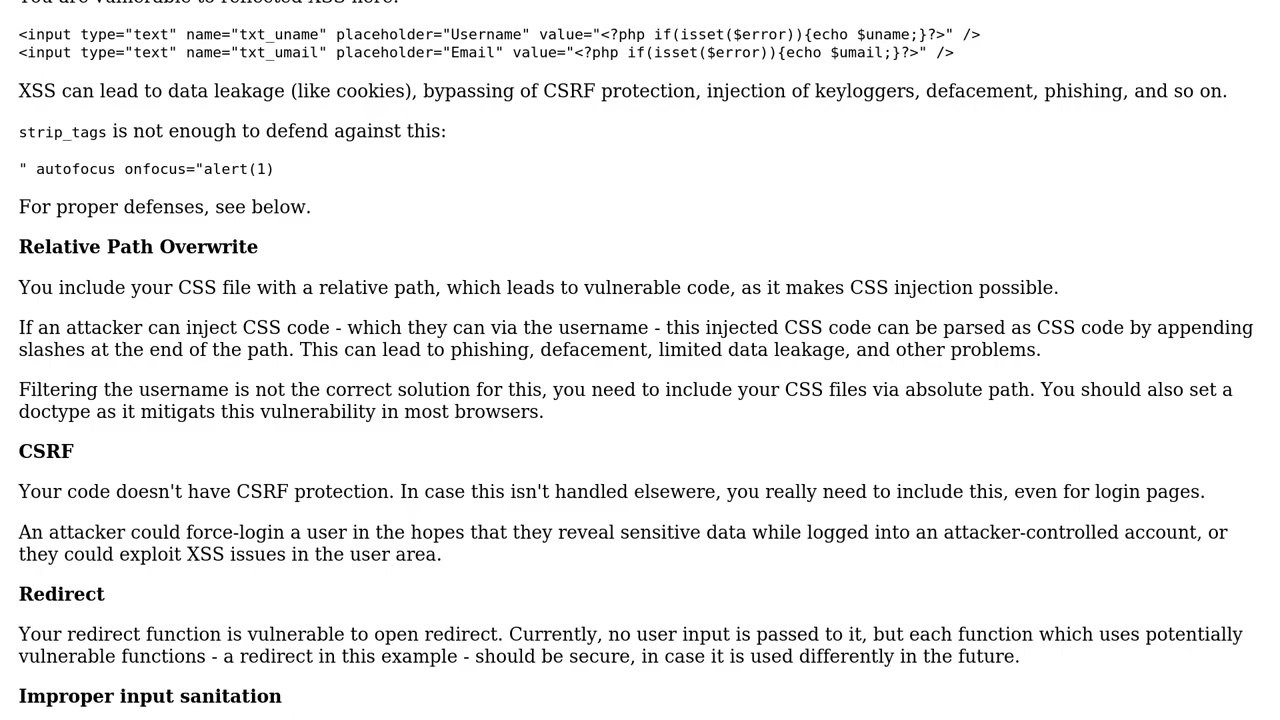 You are vulnerable to reflected XSS here:
<input type="text" name="txt_uname" placeholder="Username" value="<?php if(isset($error)){echo $uname;}?>" />
<input type="text" name="txt_umail" placeholder="Email" value="<?php if(isset($error)){echo $umail;}?>" />
XSS can lead to data leakage (like cookies), bypassing of CSRF protection, injection of keyloggers, defacement, phishing, and so on.
strip_tags is not enough to defend against this:
" autofocus onfocus="alert(1)
For proper defenses, see below.
Relative Path Overwrite
You include your CSS file with a relative path, which leads to vulnerable code, as it makes CSS injection possible.
If an attacker can inject CSS code - which they can via the username - this injected CSS code can be parsed as CSS code by appending
slashes at the end of the path. This can lead to phishing, defacement, limited data leakage, and other problems.
Filtering the username is not the correct solution for this, you need to include your CSS files via absolute path. You should also set a
doctype as it mitigats this vulnerability in most browsers.
CSRF
Your code doesn't have CSRF protection. In case this isn't handled elsewere, you really need to include this, even for login pages.
An attacker could force-login a user in the hopes that they reveal sensitive data while logged into an attacker-controlled account, or
they could exploit XSS issues in the user area.
Redirect
Your redirect function is vulnerable to open redirect. Currently, no user input is passed to it, but each function which uses potentially
vulnerable functions - a redirect in this example - should be secure, in case it is used differently in the future.
Improper input sanitation